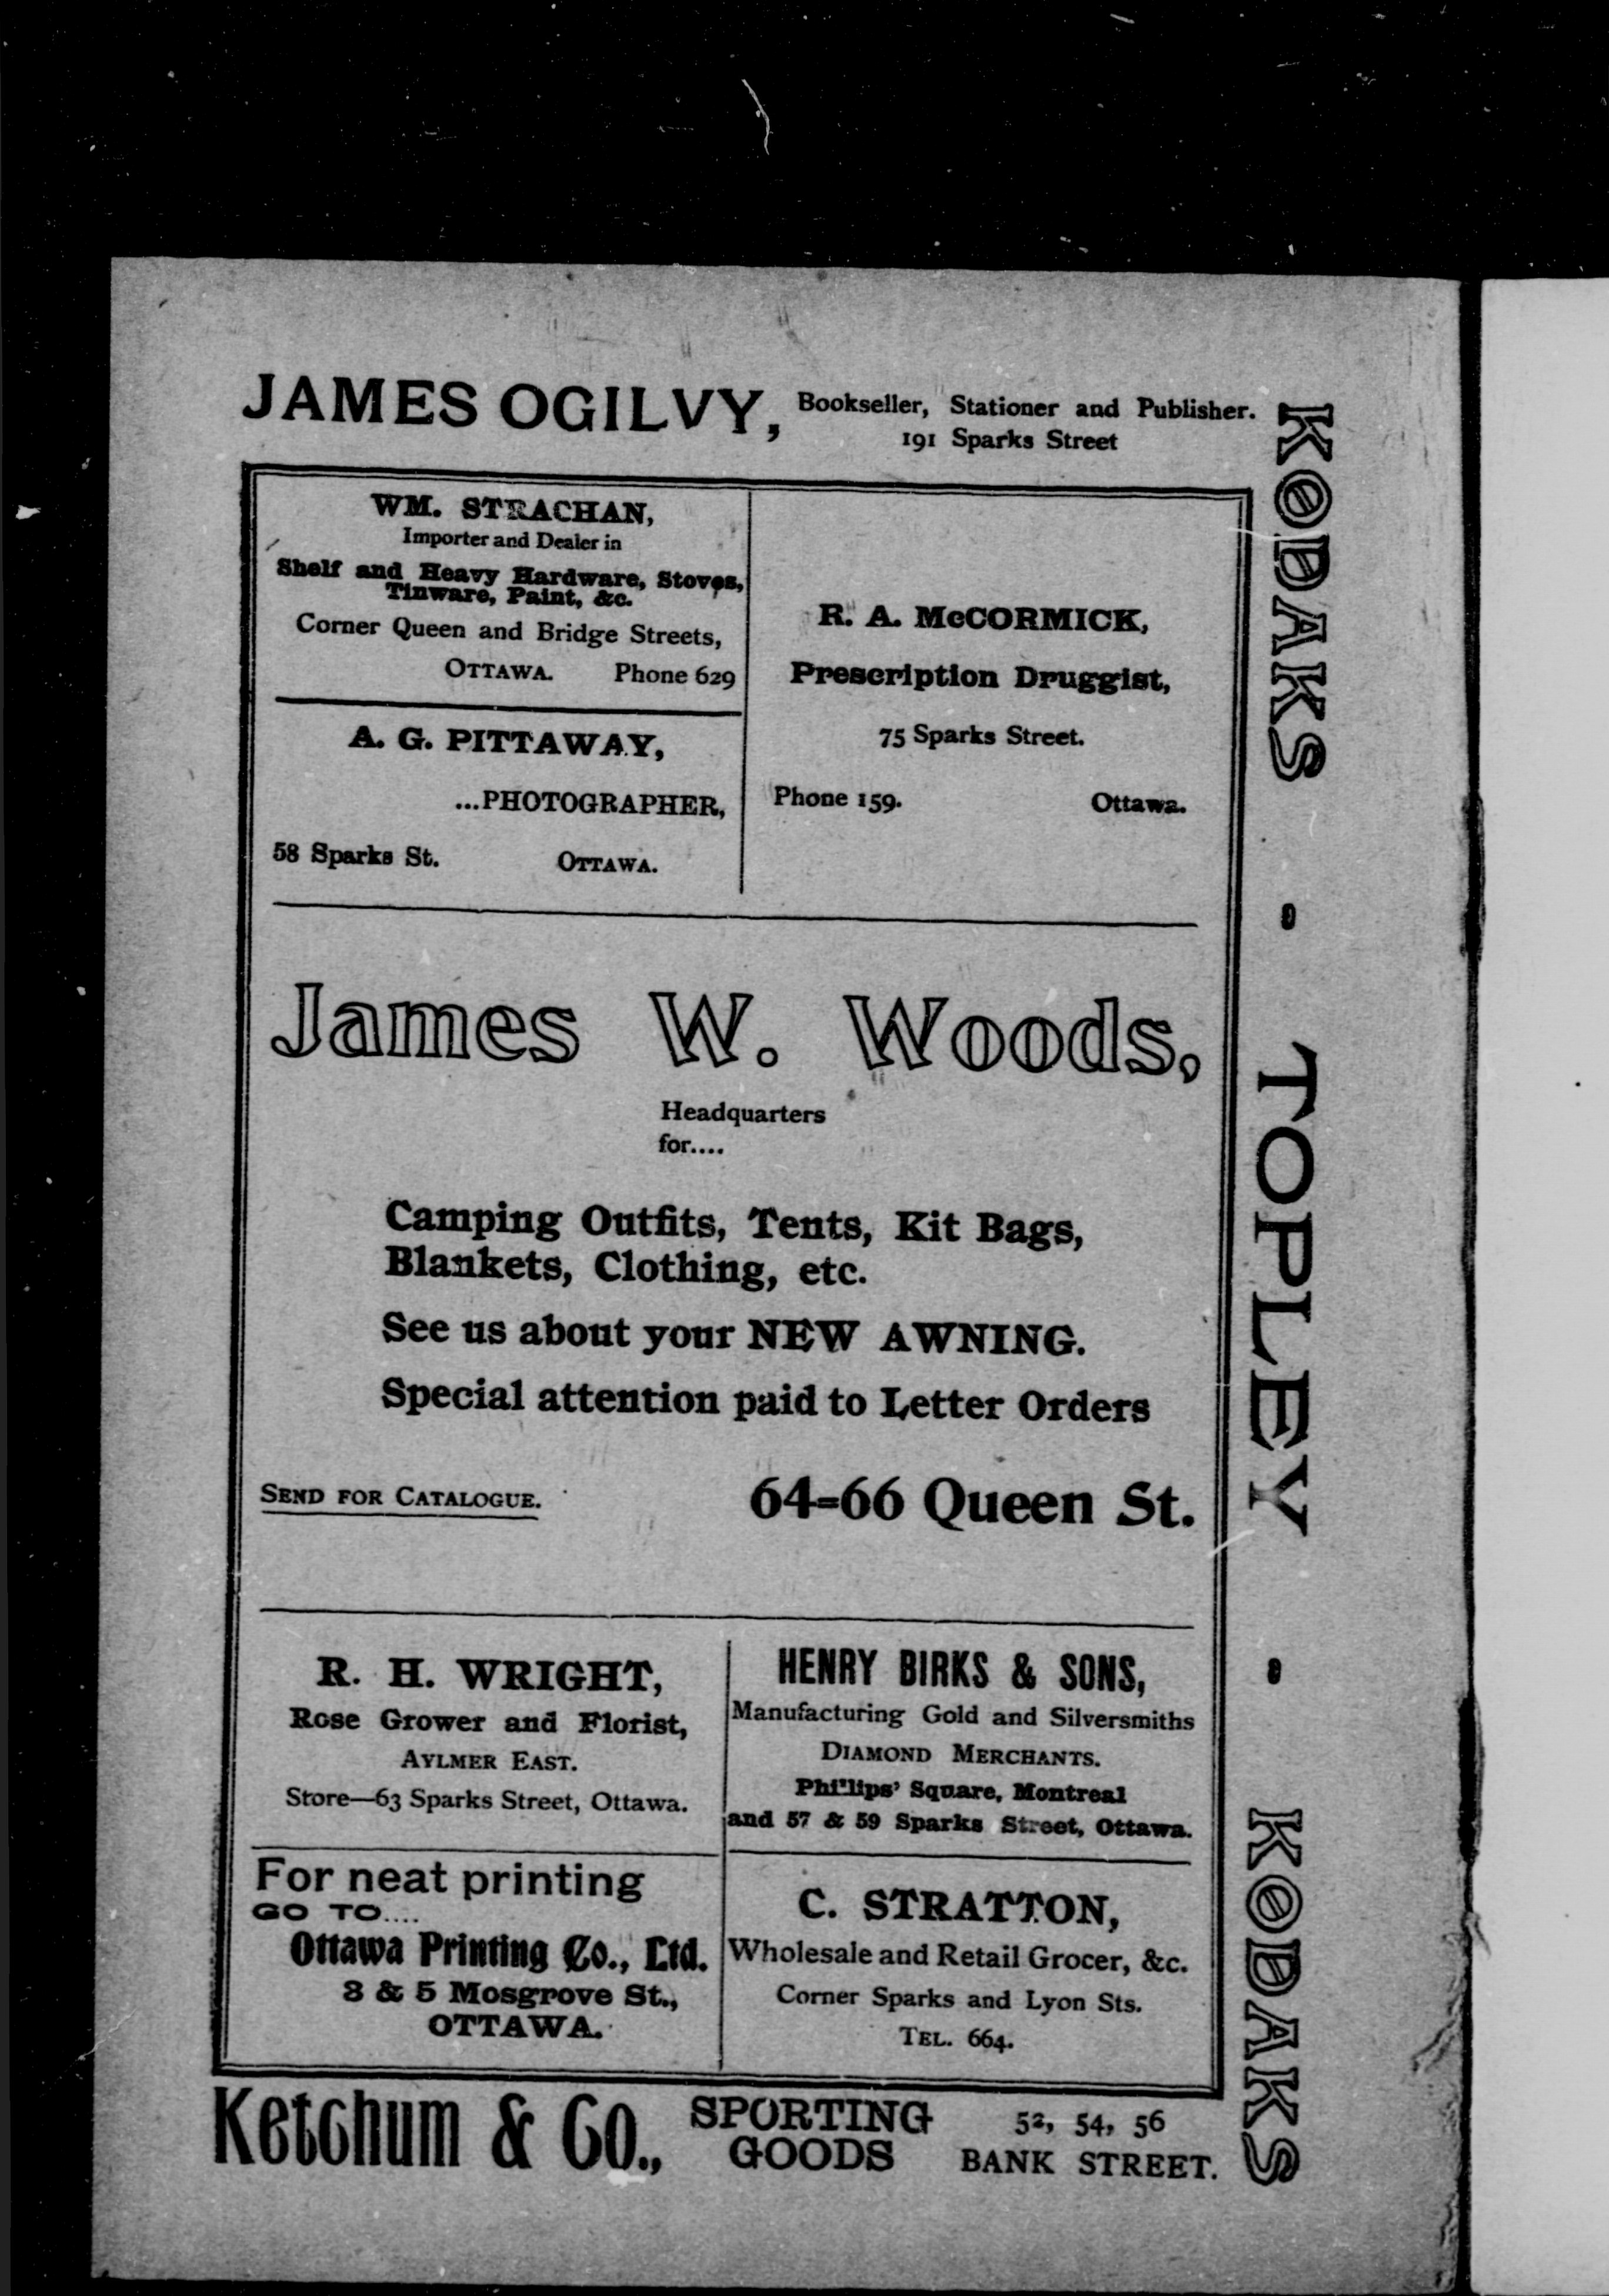 JAMES OGILVY, Bookseller, Stationer and Publisher.
191 Sparks Street
WM. STRACHAN,
Importer and Dealer in
Shelf and Heavy Hardware, Stoves,
Tinware, Paint, &c.
Corner Queen and Bridge Streets,
OTTAWA. Phone 629
A. G. PITTAWAY,
...PHOTOGRAPHER,
58 Sparks St. OTTAWA.
R. A. McCORMICK,
Prescription Druggist,
75 Sparks Street.
Phone 159. Ottawa.
James W. Woods,
Headquarters
for....
Camping Outfits, Tents, Kit Bags,
Blankets, Clothing, etc.
See us about your NEW AWNING.
Special attention paid to Letter Orders
SEND FOR CATALOGUE. 64-66 Queen St.
R. H. WRIGHT,
Rose Grower and Florist,
AYLMER EAST.
Store—63 Sparks Street, Ottawa.
HENRY BIRKS & SONS,
Manufacturing Gold and Silversmiths
DIAMOND MERCHANTS.
Phillips' Square, Montreal
and 57 & 59 Sparks Street, Ottawa.
For neat printing
GO TO....
Ottawa Printing Co., Ltd.
3 & 5 Mosgrove St.,
OTTAWA.
C. STRATTON,
Wholesale and Retail Grocer, &c.
Corner Sparks and Lyon Sts.
TEL. 664.
Ketchum & Co., SPORTING GOODS 52, 54, 56 BANK STREET.
KODAKS - TOPLEY - KODAKS